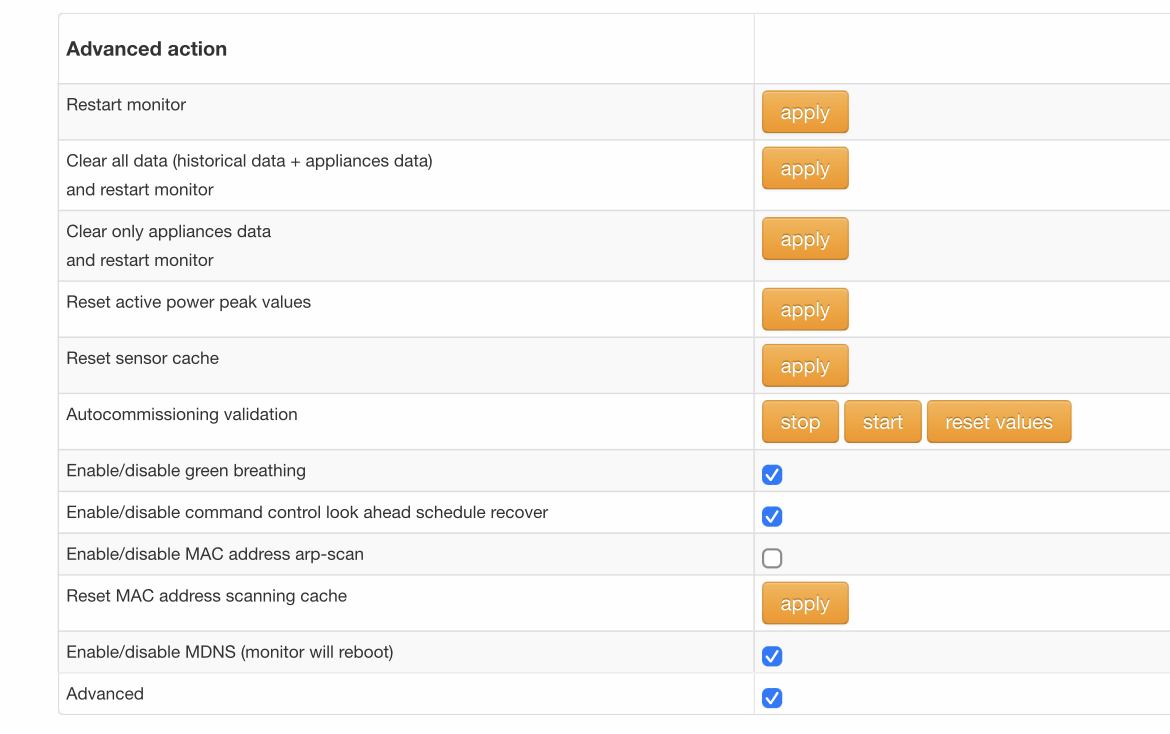 Advanced action
Restart monitor
apply
Clear all data (historical data + appliances data)
and restart monitor
apply
Clear only appliances data
and restart monitor
apply
Reset active power peak values
apply
Reset sensor cache
apply
Autocommissioning validation
stop start reset values
Enable/disable green breathing
Enable/disable command control look ahead schedule recover
Enable/disable MAC address arp-scan
Reset MAC address scanning cache
apply
Enable/disable MDNS (monitor will reboot)
Advanced